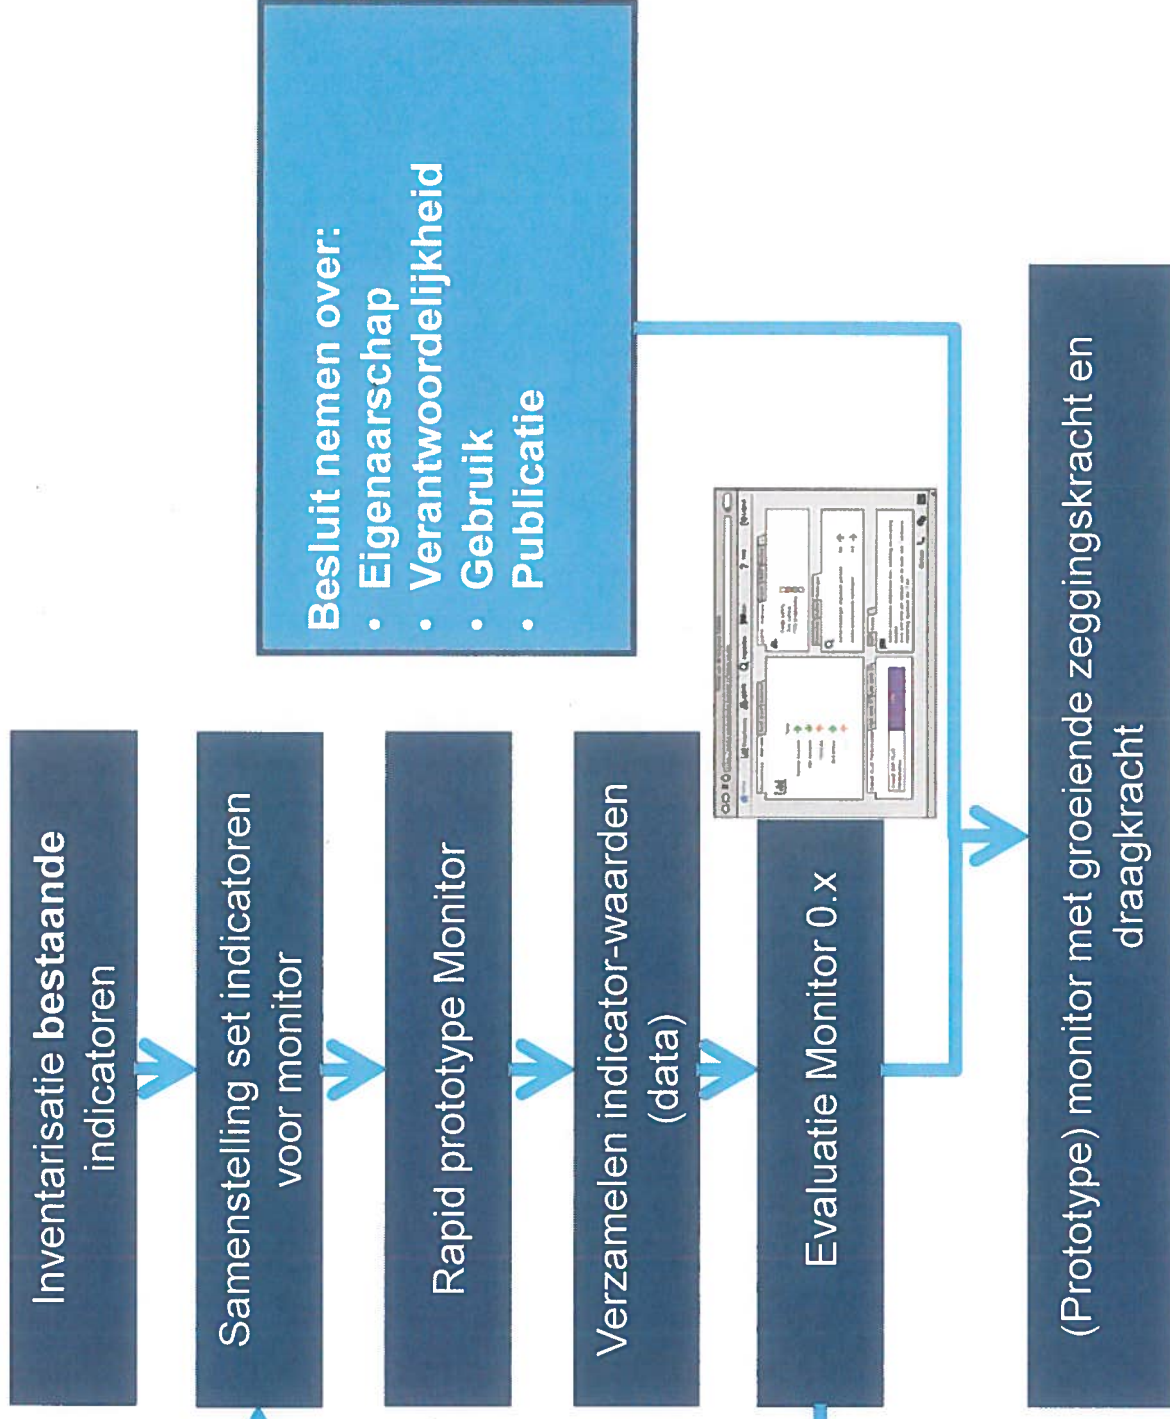 Inventarisatie bestaande
indicatoren
Samenstelling set indicatoren
voor monitor
Rapid prototype Monitor
Verzamelen indicator-waarden
(data)
Evaluatie Monitor 0.x
Besluit nemen over:
• Eigenaarschap
• Verantwoordelijkheid
• Gebruik
• Publicatie
(Prototype) monitor met groeiende zeggingskracht en
draagkracht